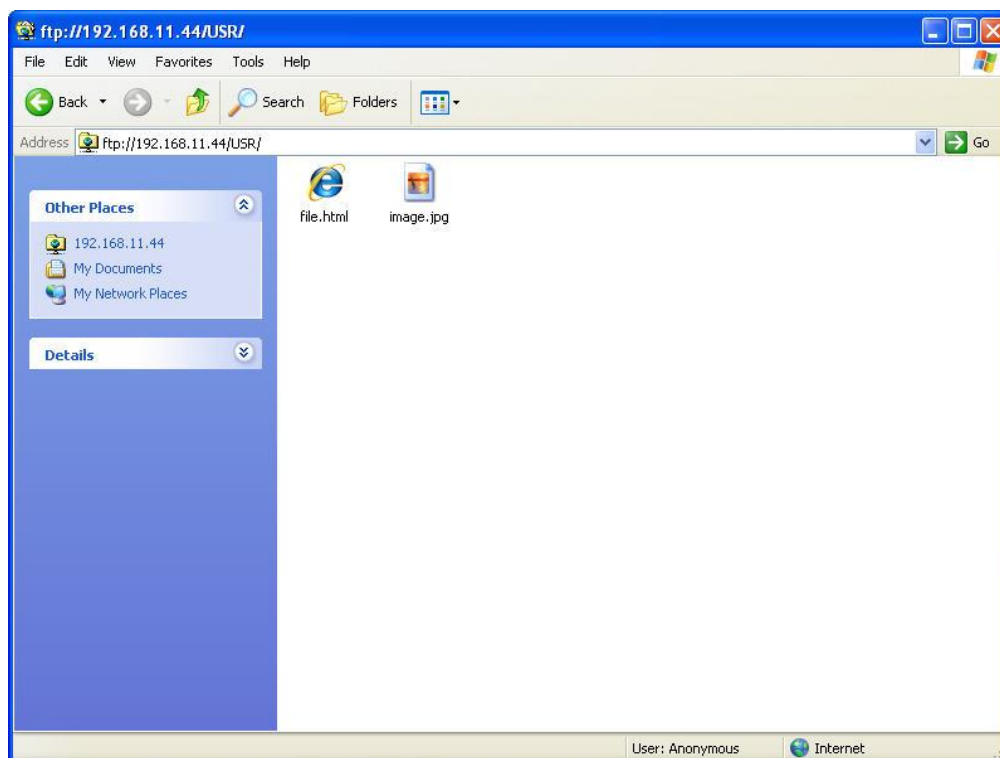 ftp://192.168.11.44/USR/
File Edit View Favorites Tools Help
Back Search Folders
Address ftp://192.168.11.44/USR/ Go
Other Places
192.168.11.44
My Documents
My Network Places
Details
file.html image.jpg
User: Anonymous Internet